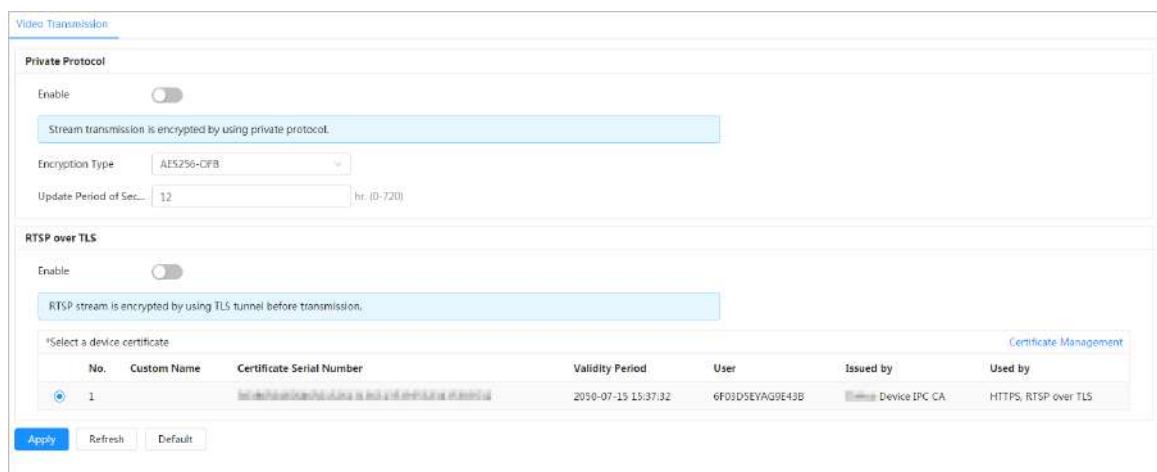 Video Transmission
Private Protocol
Enable
Stream transmission is encrypted by using private protocol.
Encryption Type AES256-OFB
Update Period of Sec... 12 hr. (0-720)
RTSP over TLS
Enable
RTSP stream is encrypted by using TLS tunnel before transmission.
*Select a device certificate Certificate Management
No. Custom Name Certificate Serial Number Validity Period User Issued by Used by
1 2050-07-15 15:37:32 6F03D5EYAG9E43B Device IPC CA HTTPS, RTSP over TLS
Apply Refresh Default